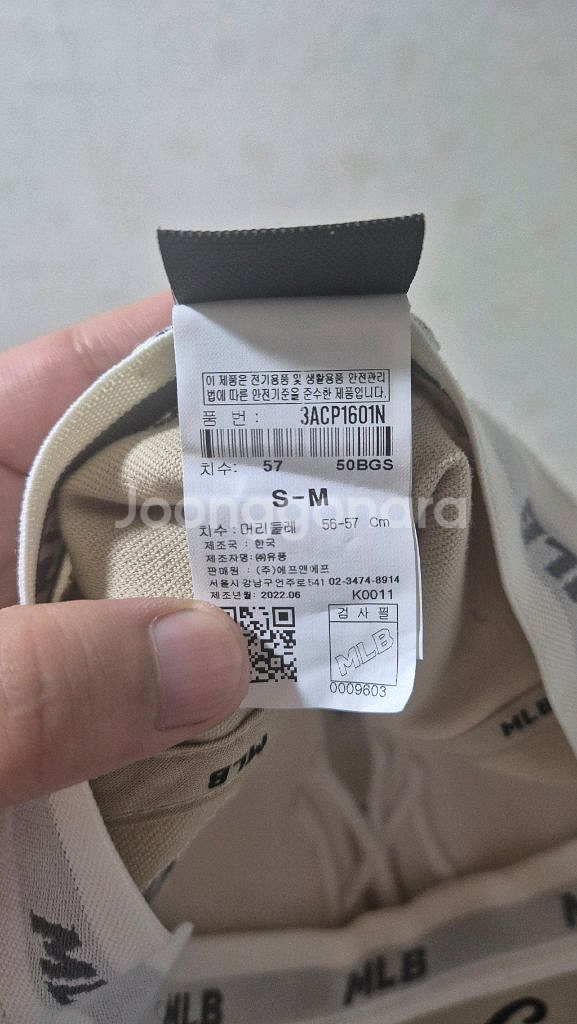 이 제품은 전기용품 및 생활용품 안전관리
법에 따른 안전기준을 준수한 제품입니다.
품 번 : 3ACP1601N
치수: 57 50BGS
S-M
Joongonara
치수 : 머리둘레 56-57 Cm
제조국 : 한국
제조자명 : ㈜유풍
판매원 : (주)에프앤에프
서울시 강남구 언주로 541 02-3474-8914
제조년월: 2022.06 K0011
검 사 필
MLB
0009603
MLB
MLB
MLB
MLB
MLB